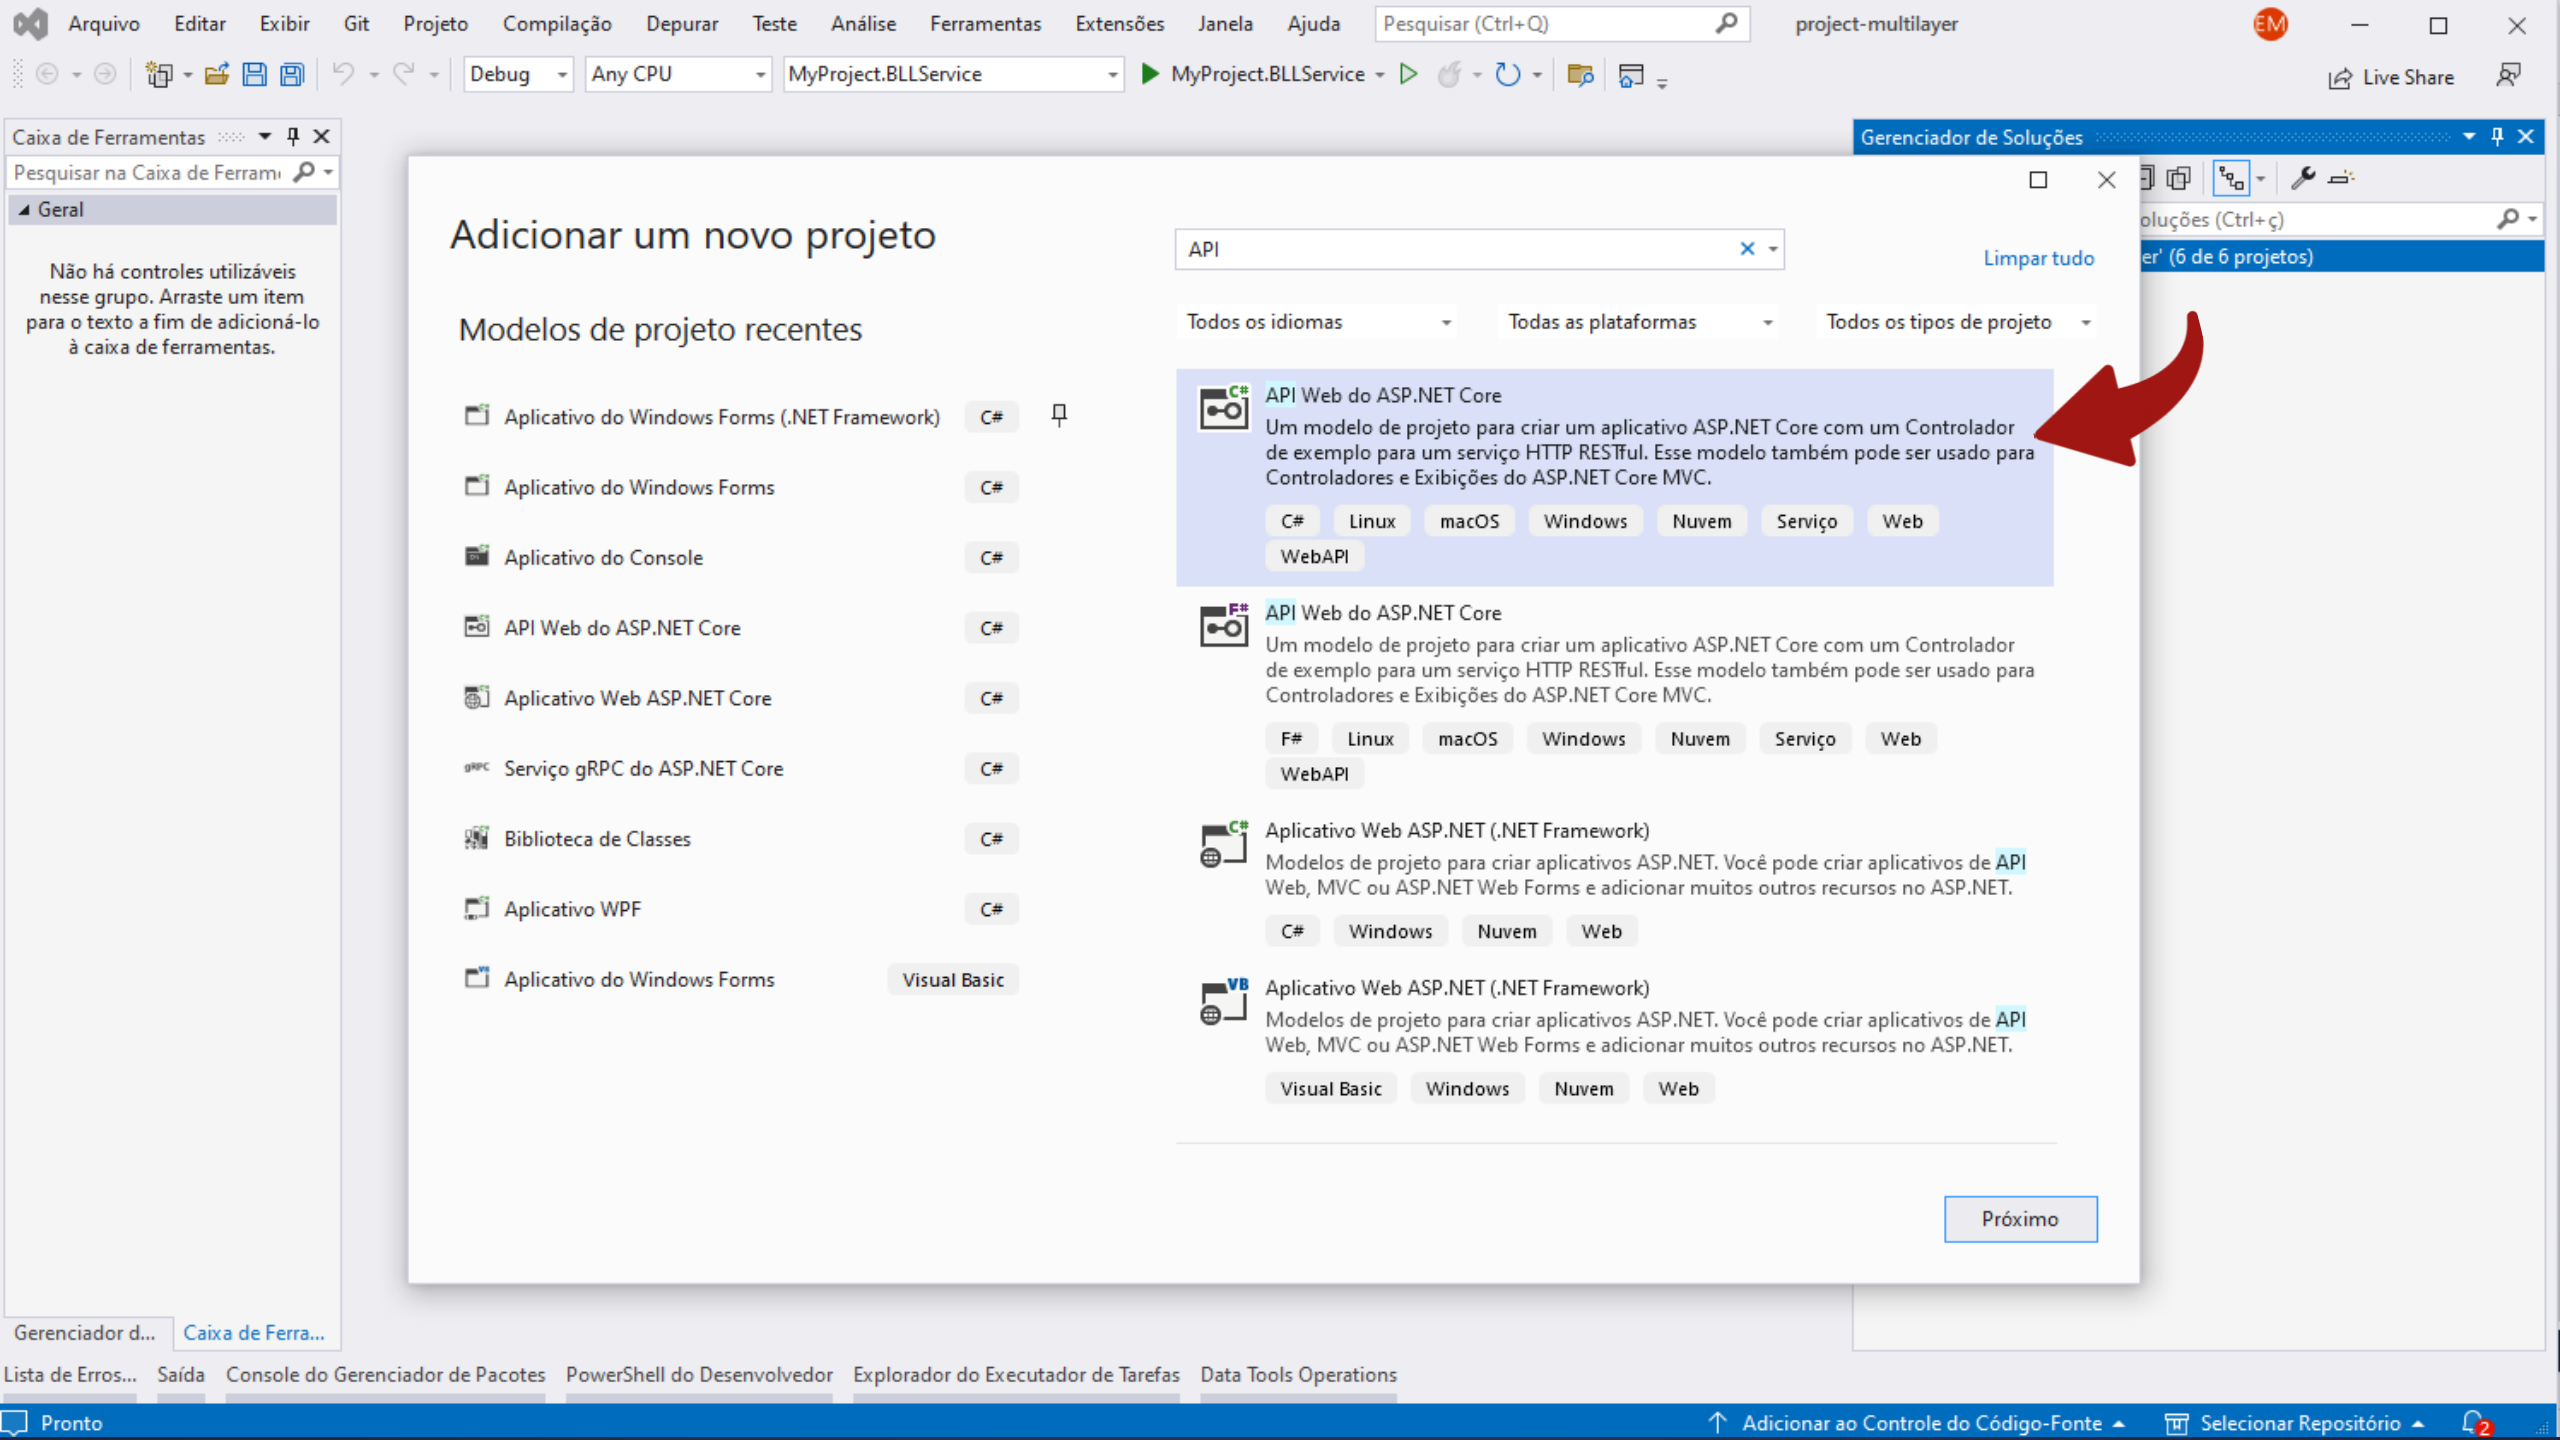 Arquivo Editar Exibir Git Projeto Compilação Depurar Teste Análise Ferramentas Extensões Janela Ajuda Pesquisar (Ctrl+Q) project-multilayer EM
Debug Any CPU MyProject.BLLService MyProject.BLLService Live Share
Caixa de Ferramentas
Pesquisar na Caixa de Ferram
Geral
Não há controles utilizáveis
nesse grupo. Arraste um item
para o texto a fim de adicioná-lo
à caixa de ferramentas.
Gerenciador de Soluções
oluções (Ctrl+ç)
er' (6 de 6 projetos)
Adicionar um novo projeto
API
Limpar tudo
Todos os idiomas Todas as plataformas Todos os tipos de projeto
Modelos de projeto recentes
Aplicativo do Windows Forms (.NET Framework) C#
Aplicativo do Windows Forms C#
Aplicativo do Console C#
API Web do ASP.NET Core C#
Aplicativo Web ASP.NET Core C#
gRPC Serviço gRPC do ASP.NET Core C#
Biblioteca de Classes C#
Aplicativo WPF C#
Aplicativo do Windows Forms Visual Basic
C# API Web do ASP.NET Core
Um modelo de projeto para criar um aplicativo ASP.NET Core com um Controlador
de exemplo para um serviço HTTP RESTful. Esse modelo também pode ser usado para
Controladores e Exibições do ASP.NET Core MVC.
C# Linux macOS Windows Nuvem Serviço Web
WebAPI
F# API Web do ASP.NET Core
Um modelo de projeto para criar um aplicativo ASP.NET Core com um Controlador
de exemplo para um serviço HTTP RESTful. Esse modelo também pode ser usado para
Controladores e Exibições do ASP.NET Core MVC.
F# Linux macOS Windows Nuvem Serviço Web
WebAPI
C# Aplicativo Web ASP.NET (.NET Framework)
Modelos de projeto para criar aplicativos ASP.NET. Você pode criar aplicativos de API
Web, MVC ou ASP.NET Web Forms e adicionar muitos outros recursos no ASP.NET.
C# Windows Nuvem Web
VB Aplicativo Web ASP.NET (.NET Framework)
Modelos de projeto para criar aplicativos ASP.NET. Você pode criar aplicativos de API
Web, MVC ou ASP.NET Web Forms e adicionar muitos outros recursos no ASP.NET.
Visual Basic Windows Nuvem Web
Próximo
Gerenciador d... Caixa de Ferra...
Lista de Erros... Saída Console do Gerenciador de Pacotes PowerShell do Desenvolvedor Explorador do Executador de Tarefas Data Tools Operations
Pronto Adicionar ao Controle do Código-Fonte Selecionar Repositório 2